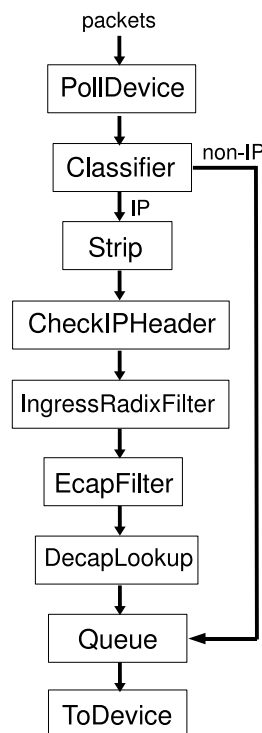 packets
PollDevice
Classifier
non-IP
IP
Strip
CheckIPHeader
IngressRadixFilter
EcapFilter
DecapLookup
Queue
ToDevice